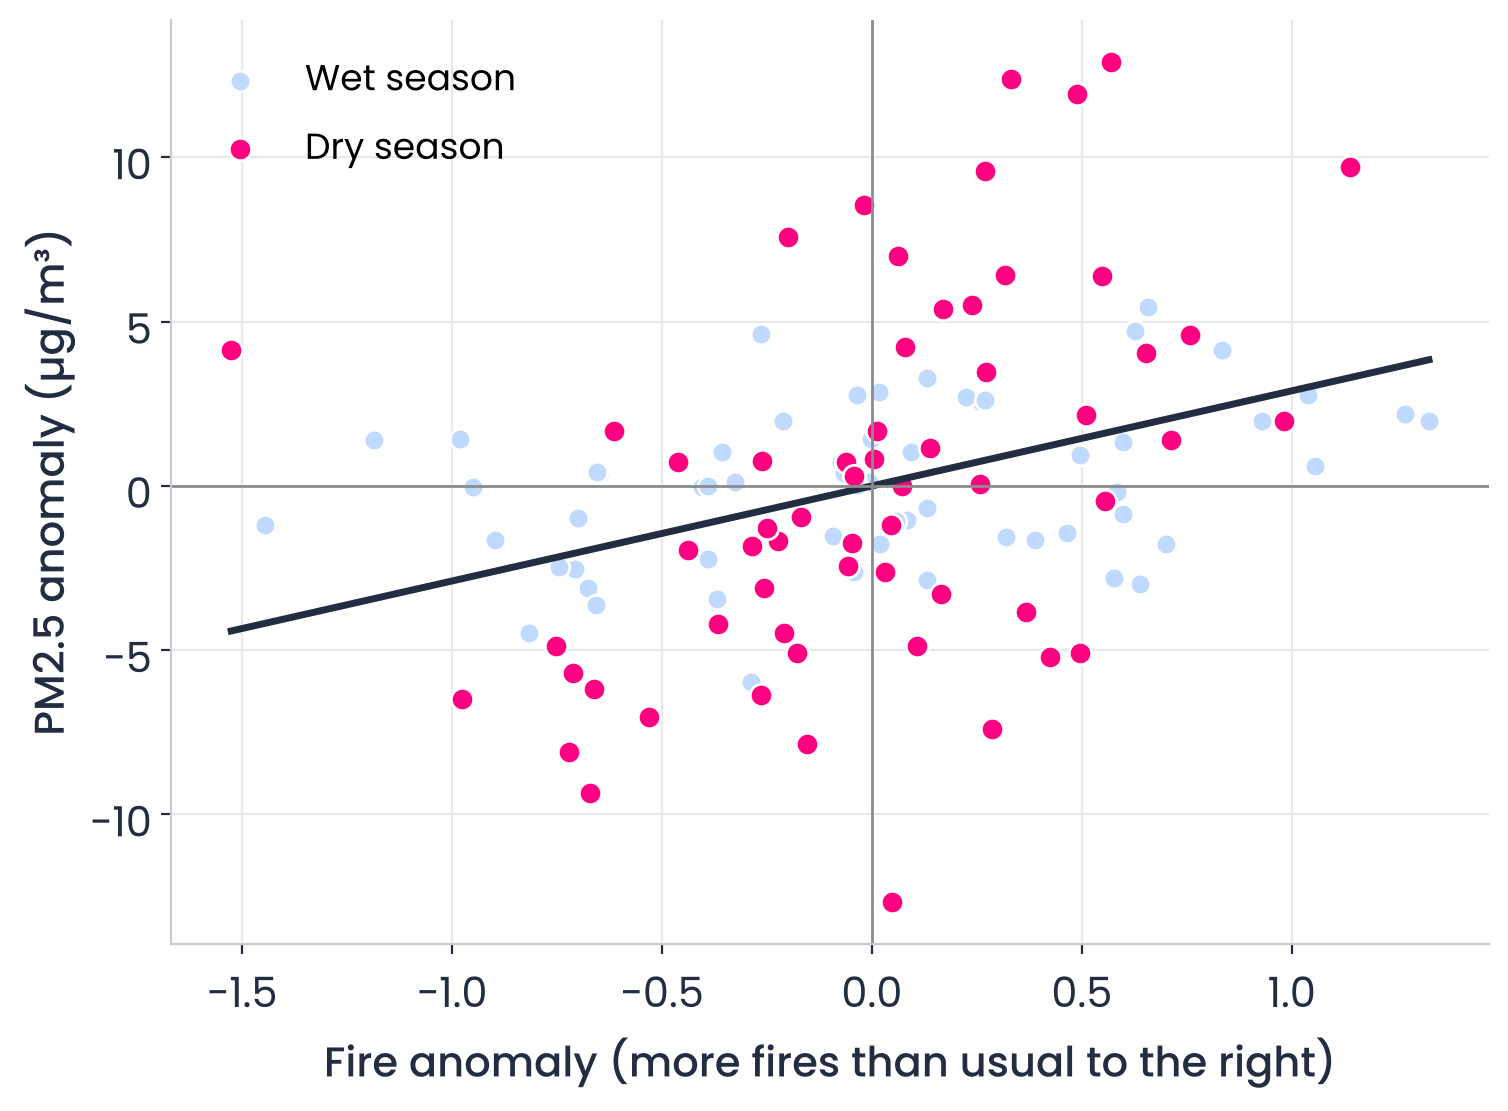 Wet season
Dry season
10
5
0
−5
−10
PM2.5 anomaly (µg/m³)
−1.5
−1.0
−0.5
0.0
0.5
1.0
Fire anomaly (more fires than usual to the right)